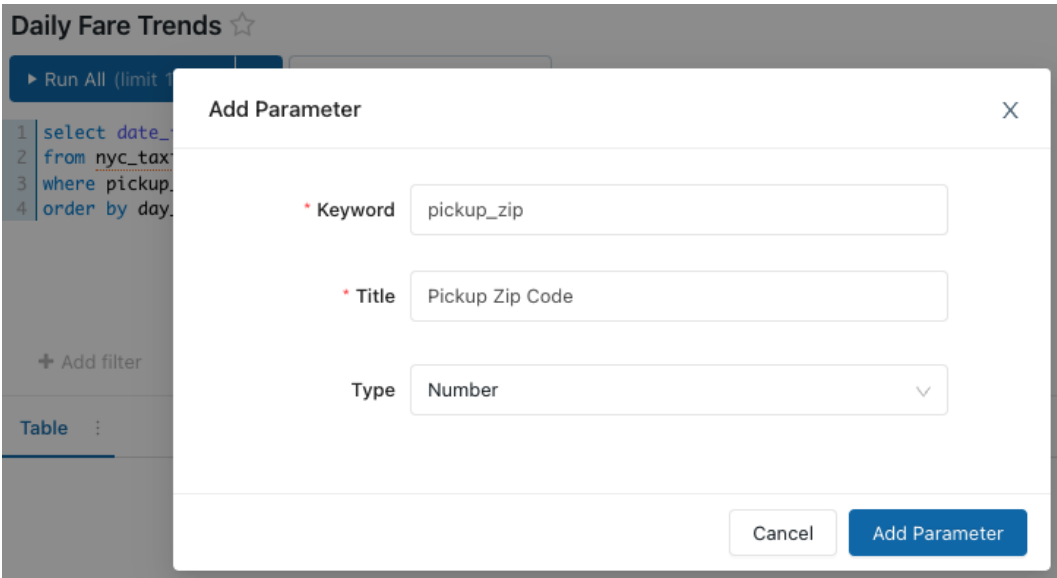 Daily Fare Trends
Run All (limit 1
Add Parameter
X
1 select date_
2 from nyc_tax
3 where pickup_
4 order by day_
* Keyword pickup_zip
* Title Pickup Zip Code
+ Add filter
Type Number
Table
Cancel Add Parameter